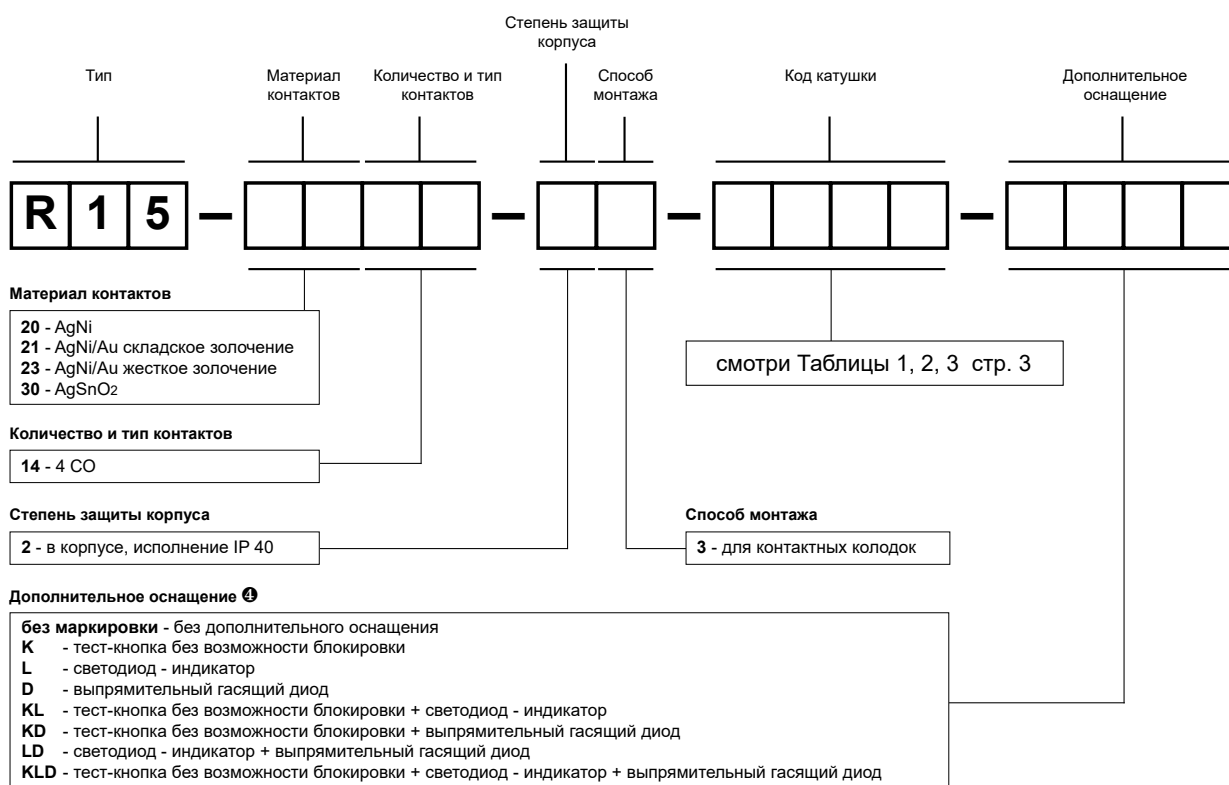 Степень защиты
корпуса
Тип
Материал
контактов
Количество и тип
контактов
Способ
монтажа
Код катушки
Дополнительное
оснащение
R 1 5 – – – –
Материал контактов
20 - AgNi
21 - AgNi/Au складское золочение
23 - AgNi/Au жесткое золочение
30 - AgSnO2
смотри Таблицы 1, 2, 3 стр. 3
Количество и тип контактов
14 - 4 CO
Степень защиты корпуса
2 - в корпусе, исполнение IP 40
Способ монтажа
3 - для контактных колодок
Дополнительное оснащение ❹
без маркировки - без дополнительного оснащения
K - тест-кнопка без возможности блокировки
L - светодиод - индикатор
D - выпрямительный гасящий диод
KL - тест-кнопка без возможности блокировки + светодиод - индикатор
KD - тест-кнопка без возможности блокировки + выпрямительный гасящий диод
LD - светодиод - индикатор + выпрямительный гасящий диод
KLD - тест-кнопка без возможности блокировки + светодиод - индикатор + выпрямительный гасящий диод